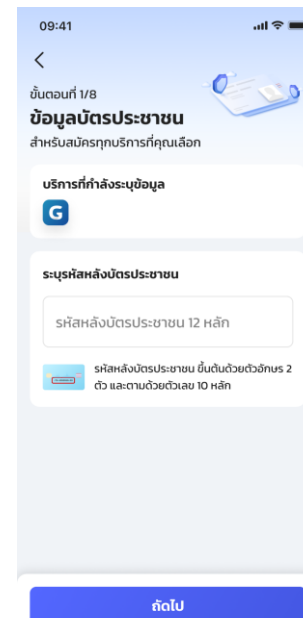 09:41
ขั้นตอนที่ 1/8
ข้อมูลบัตรประชาชน
สำหรับสมัครทุกบริการที่คุณเลือก
บริการที่กำลังระบุข้อมูล
G
ระบุรหัสหลังบัตรประชาชน
รหัสหลังบัตรประชาชน 12 หลัก
รหัสหลังบัตรประชาชน ขึ้นต้นด้วยตัวอักษร 2
ตัว และตามด้วยตัวเลข 10 หลัก
ถัดไป